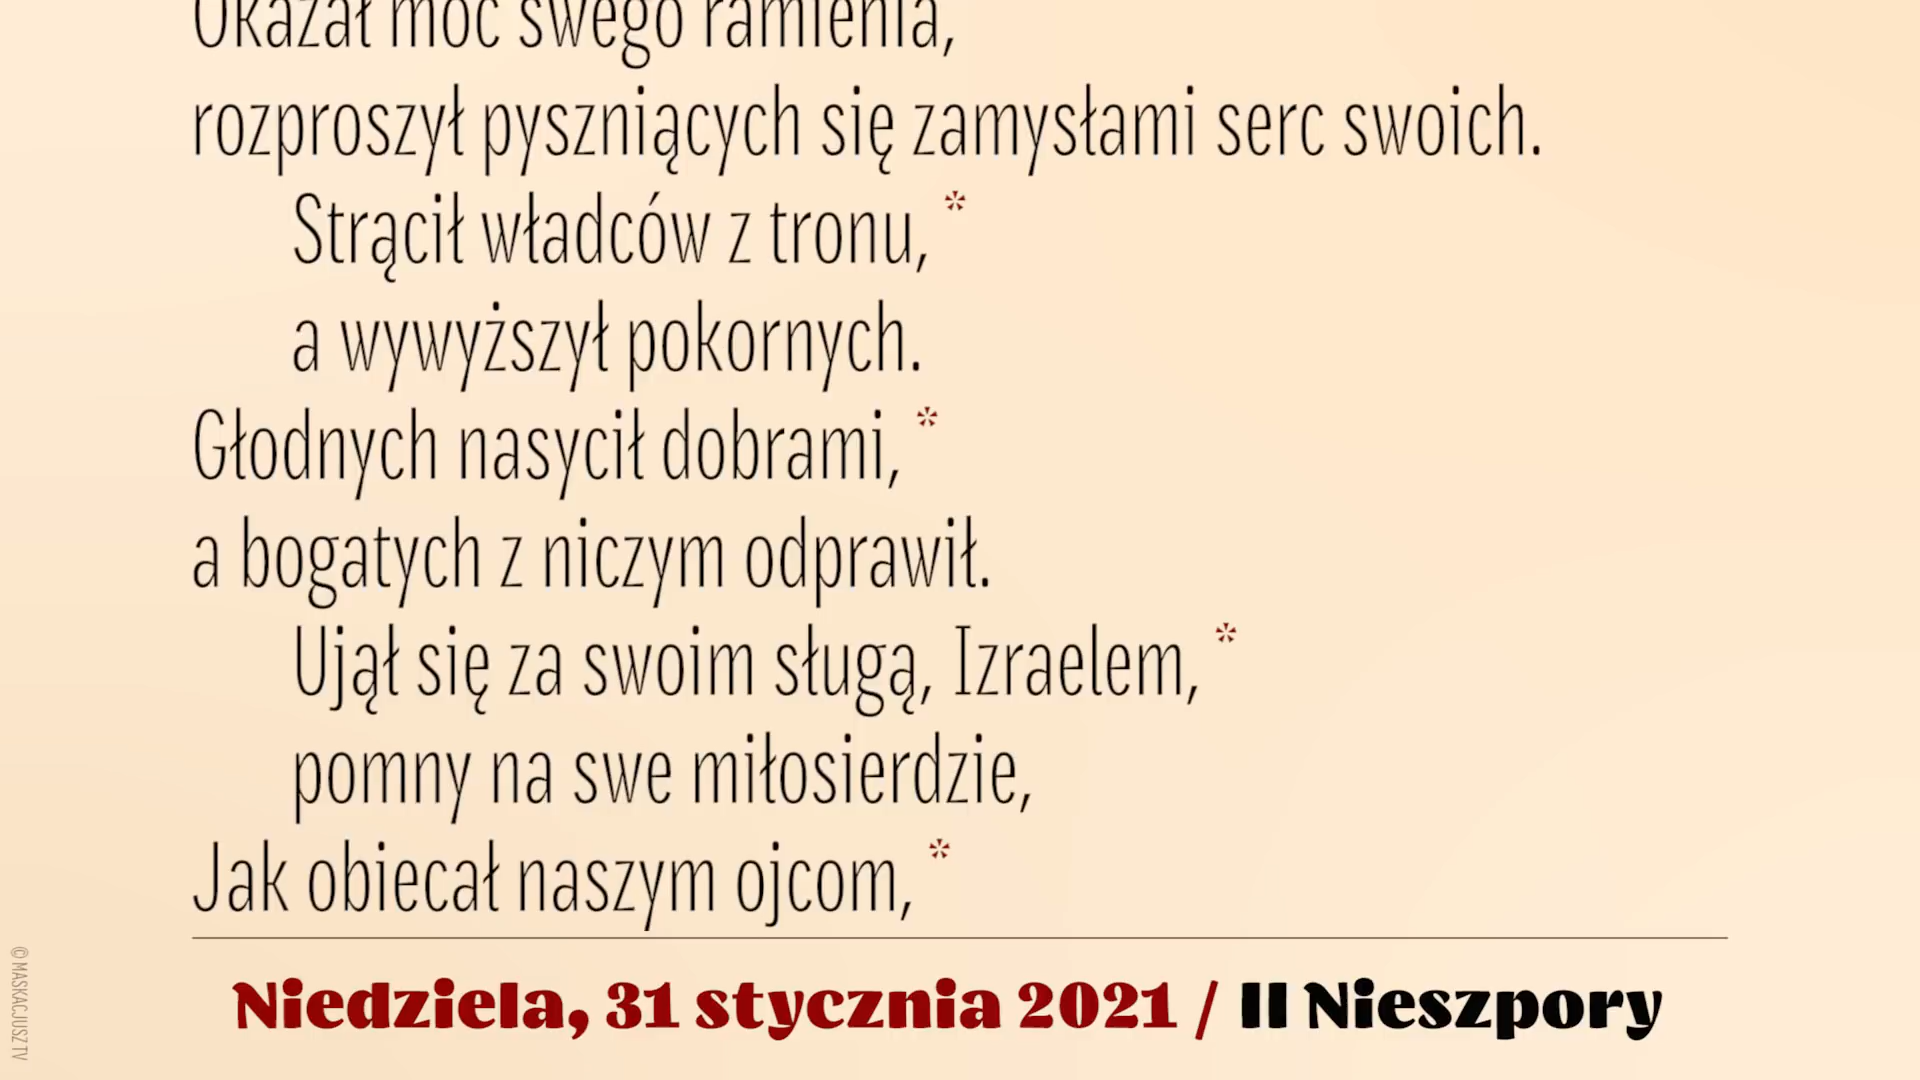 Okazał moc swego ramienia,
rozproszył pyszniących się zamysłami serc swoich.
Strącił władców z tronu, *
a wywyższył pokornych.
Głodnych nasycił dobrami, *
a bogatych z niczym odprawił.
Ujął się za swoim sługą, Izraelem, *
pomny na swe miłosierdzie,
Jak obiecał naszym ojcom, *
Niedziela, 31 stycznia 2021 / II Nieszpory
© MASKACJUSZ TV